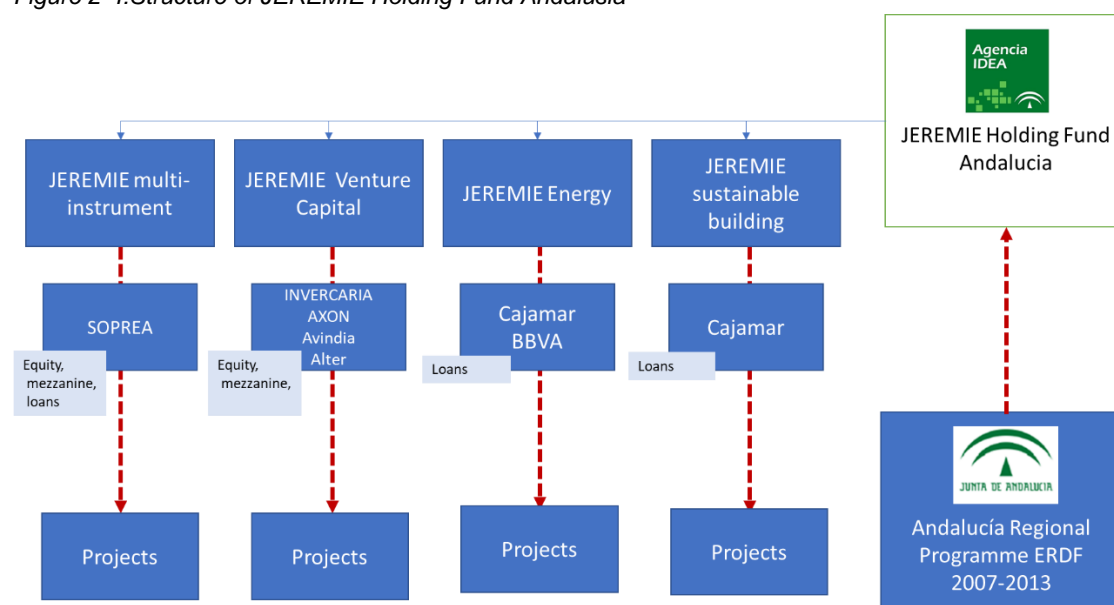 Figure 2-4.Structure of JEREMIE Holding Fund Andalusia
Agencia
IDEA
JEREMIE Holding Fund
Andalucia
JEREMIE multi-
instrument
JEREMIE Venture
Capital
JEREMIE Energy
JEREMIE
sustainable
building
SOPREA
Equity,
mezzanine,
loans
INVERCARIA
AXON
Avindia
Alter
Equity,
mezzanine,
Cajamar
BBVA
Loans
Cajamar
Loans
Projects
Projects
Projects
Projects
JUNTA DE ANDALUCIA
Andalucía Regional
Programme ERDF
2007-2013